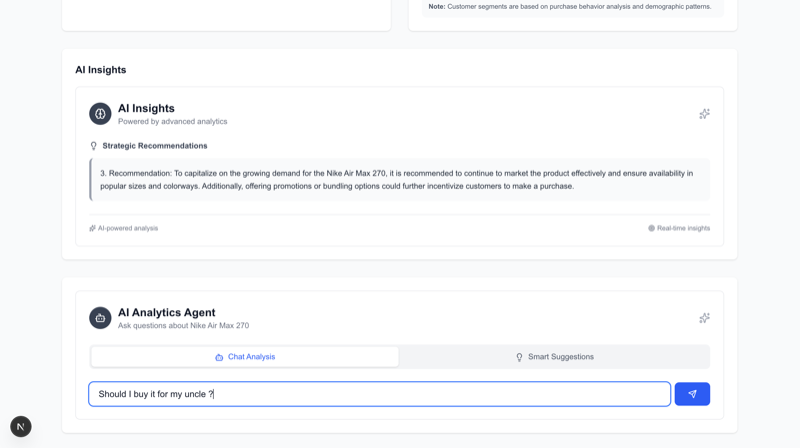 Note: Customer segments are based on purchase behavior analysis and demographic patterns.
AI Insights
AI Insights
Powered by advanced analytics
Strategic Recommendations
3. Recommendation: To capitalize on the growing demand for the Nike Air Max 270, it is recommended to continue to market the product effectively and ensure availability in
popular sizes and colorways. Additionally, offering promotions or bundling options could further incentivize customers to make a purchase.
AI-powered analysis
Real-time insights
AI Analytics Agent
Ask questions about Nike Air Max 270
Chat Analysis
Smart Suggestions
Should I buy it for my uncle ?
N